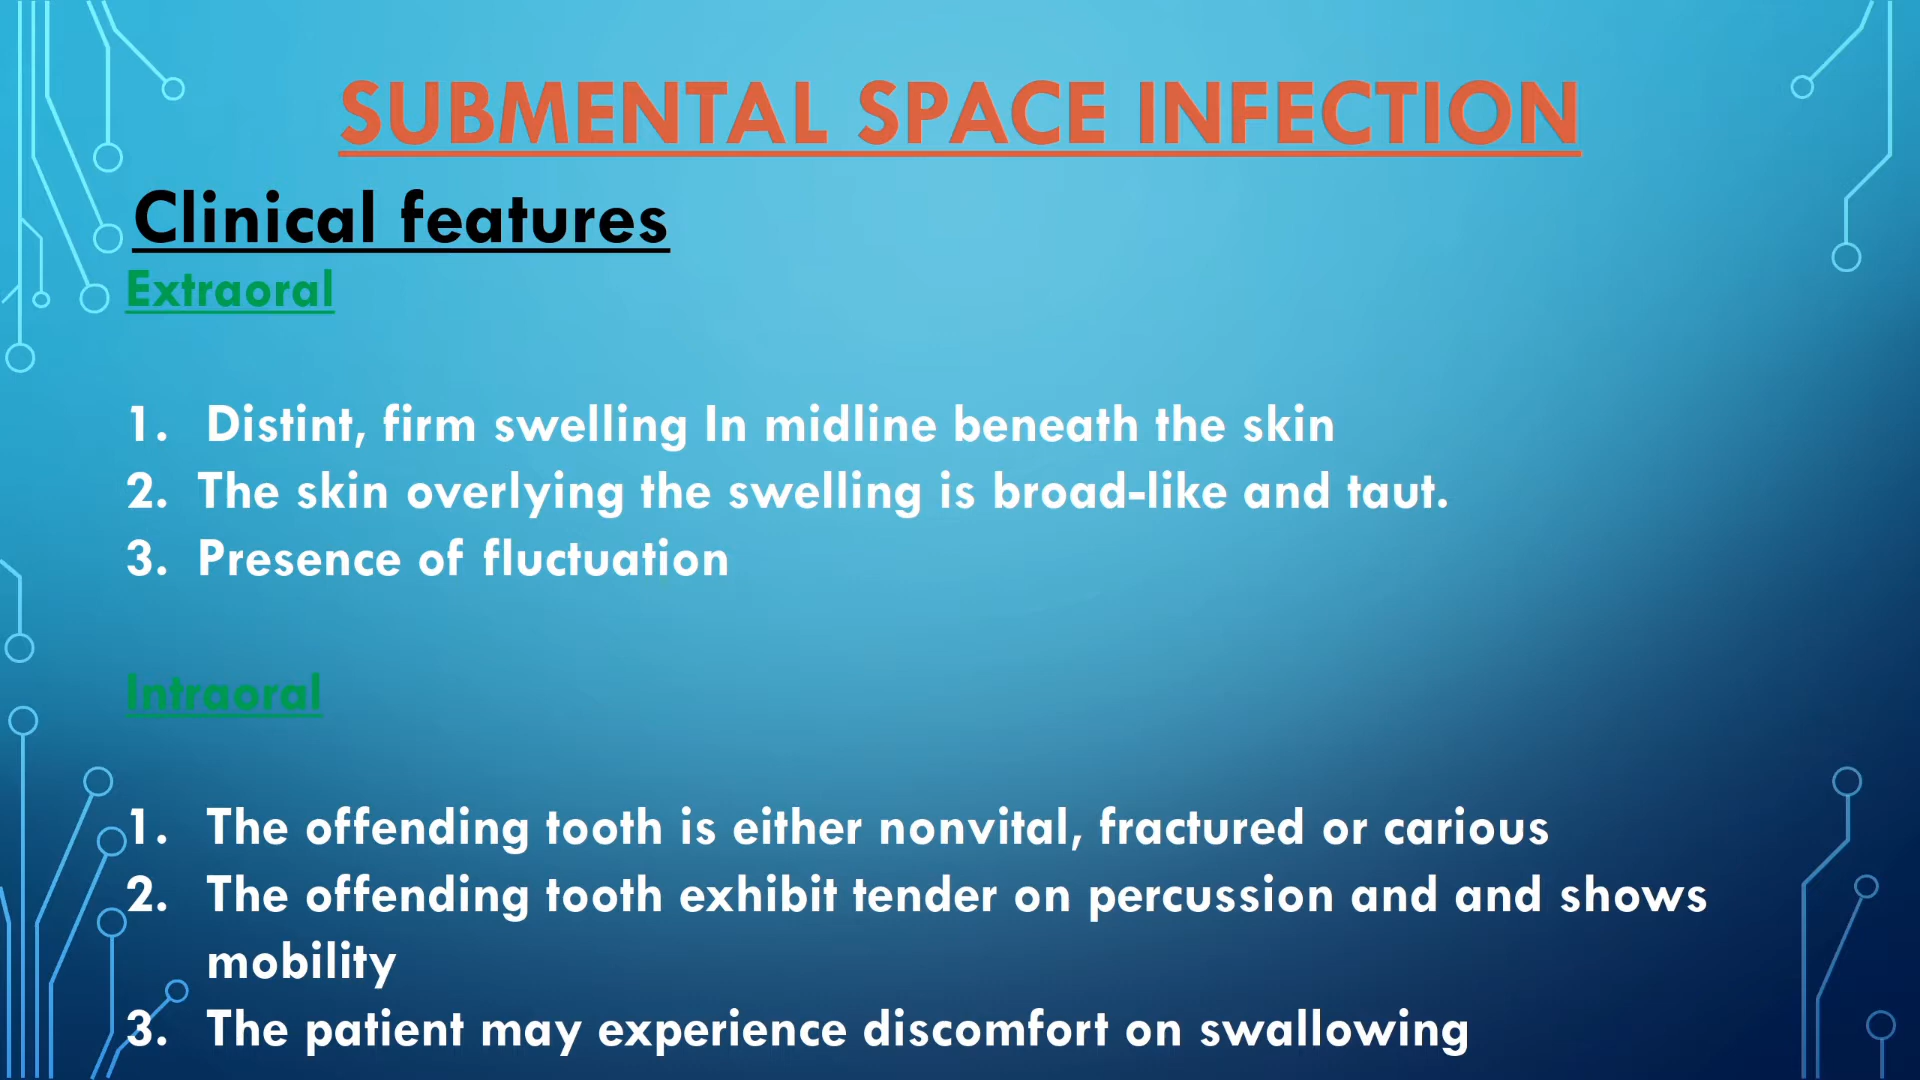 SUBMENTAL SPACE INFECTION
Clinical features
Extraoral
1. Distint, firm swelling In midline beneath the skin
2. The skin overlying the swelling is broad-like and taut.
3. Presence of fluctuation
Intraoral
1. The offending tooth is either nonvital, fractured or carious
2. The offending tooth exhibit tender on percussion and and shows
mobility
3. The patient may experience discomfort on swallowing